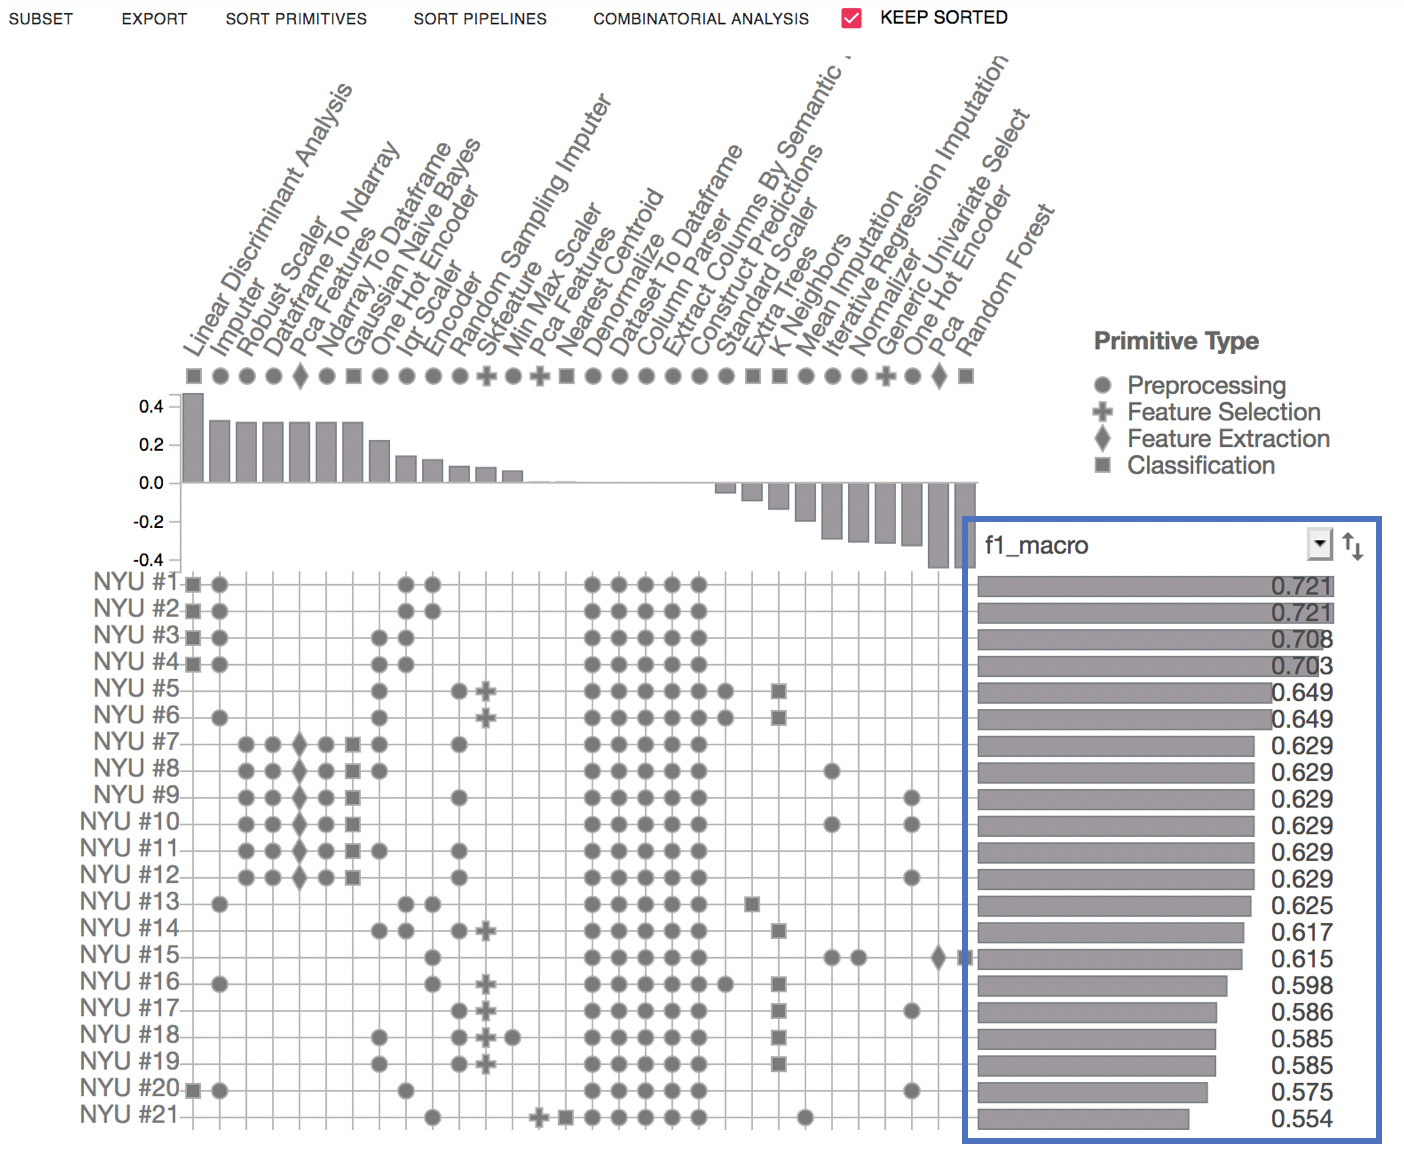 SUBSET EXPORT SORT PRIMITIVES SORT PIPELINES COMBINATORIAL ANALYSIS KEEP SORTED
Linear Discriminant Analysis
Imputer
Robust Scaler
Dataframe To Ndarray
Pca Features
Ndarray To Dataframe
Gaussian Naive Bayes
One Hot Encoder
Iqr Scaler
Encoder
Random Sampling Imputer
Skfeature
Min Max Scaler
Pca Features
Nearest Centroid
Denormalize
Dataset To Dataframe
Column Parser
Extract Columns By Semantic
Construct Predictions
Standard Scaler
Extra Trees
K Neighbors
Mean Imputation
Iterative Regression Imputation
Normalizer
Generic Univariate Select
One Hot Encoder
Pca
Random Forest
Primitive Type
Preprocessing
Feature Selection
Feature Extraction
Classification
0.4
0.2
0.0
-0.2
-0.4
f1_macro
NYU #1 0.721
NYU #2 0.721
NYU #3 0.708
NYU #4 0.703
NYU #5 0.649
NYU #6 0.649
NYU #7 0.629
NYU #8 0.629
NYU #9 0.629
NYU #10 0.629
NYU #11 0.629
NYU #12 0.629
NYU #13 0.625
NYU #14 0.617
NYU #15 0.615
NYU #16 0.598
NYU #17 0.586
NYU #18 0.585
NYU #19 0.585
NYU #20 0.575
NYU #21 0.554